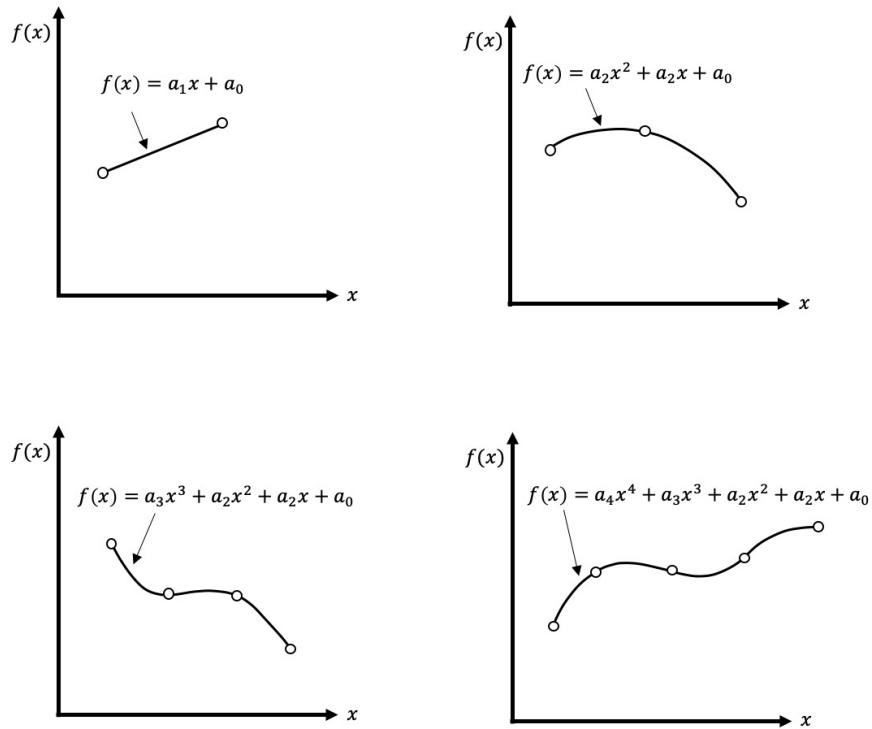 f(x)
f(x) = a₁x + a₀
x
f(x)
f(x) = a₂x² + a₂x + a₀
x
f(x)
f(x) = a₃x³ + a₂x² + a₂x + a₀
x
f(x)
f(x) = a₄x⁴ + a₃x³ + a₂x² + a₂x + a₀
x